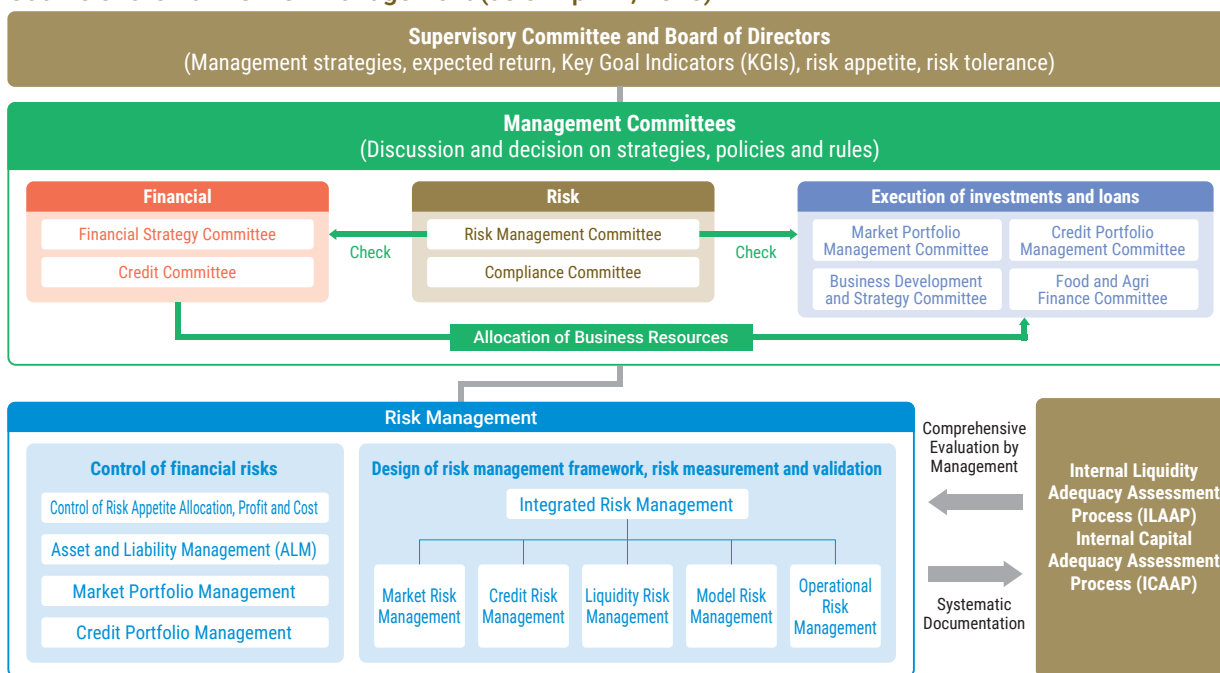 Supervisory Committee and Board of Directors
(Management strategies, expected return, Key Goal Indicators (KGIs), risk appetite, risk tolerance)
Management Committees
(Discussion and decision on strategies, policies and rules)
Financial
Financial Strategy Committee
Credit Committee
Check
Risk
Risk Management Committee
Compliance Committee
Check
Execution of investments and loans
Market Portfolio
Management Committee
Credit Portfolio
Management Committee
Business Development
and Strategy Committee
Food and Agri
Finance Committee
Allocation of Business Resources
Risk Management
Control of financial risks
Control of Risk Appetite Allocation, Profit and Cost
Asset and Liability Management (ALM)
Market Portfolio Management
Credit Portfolio Management
Design of risk management framework, risk measurement and validation
Integrated Risk Management
Market Risk
Management
Credit Risk
Management
Liquidity Risk
Management
Model Risk
Management
Operational
Risk
Management
Comprehensive
Evaluation by
Management
Systematic
Documentation
Internal Liquidity
Adequacy Assessment
Process (ILAAP)
Internal Capital
Adequacy Assessment
Process (ICAAP)